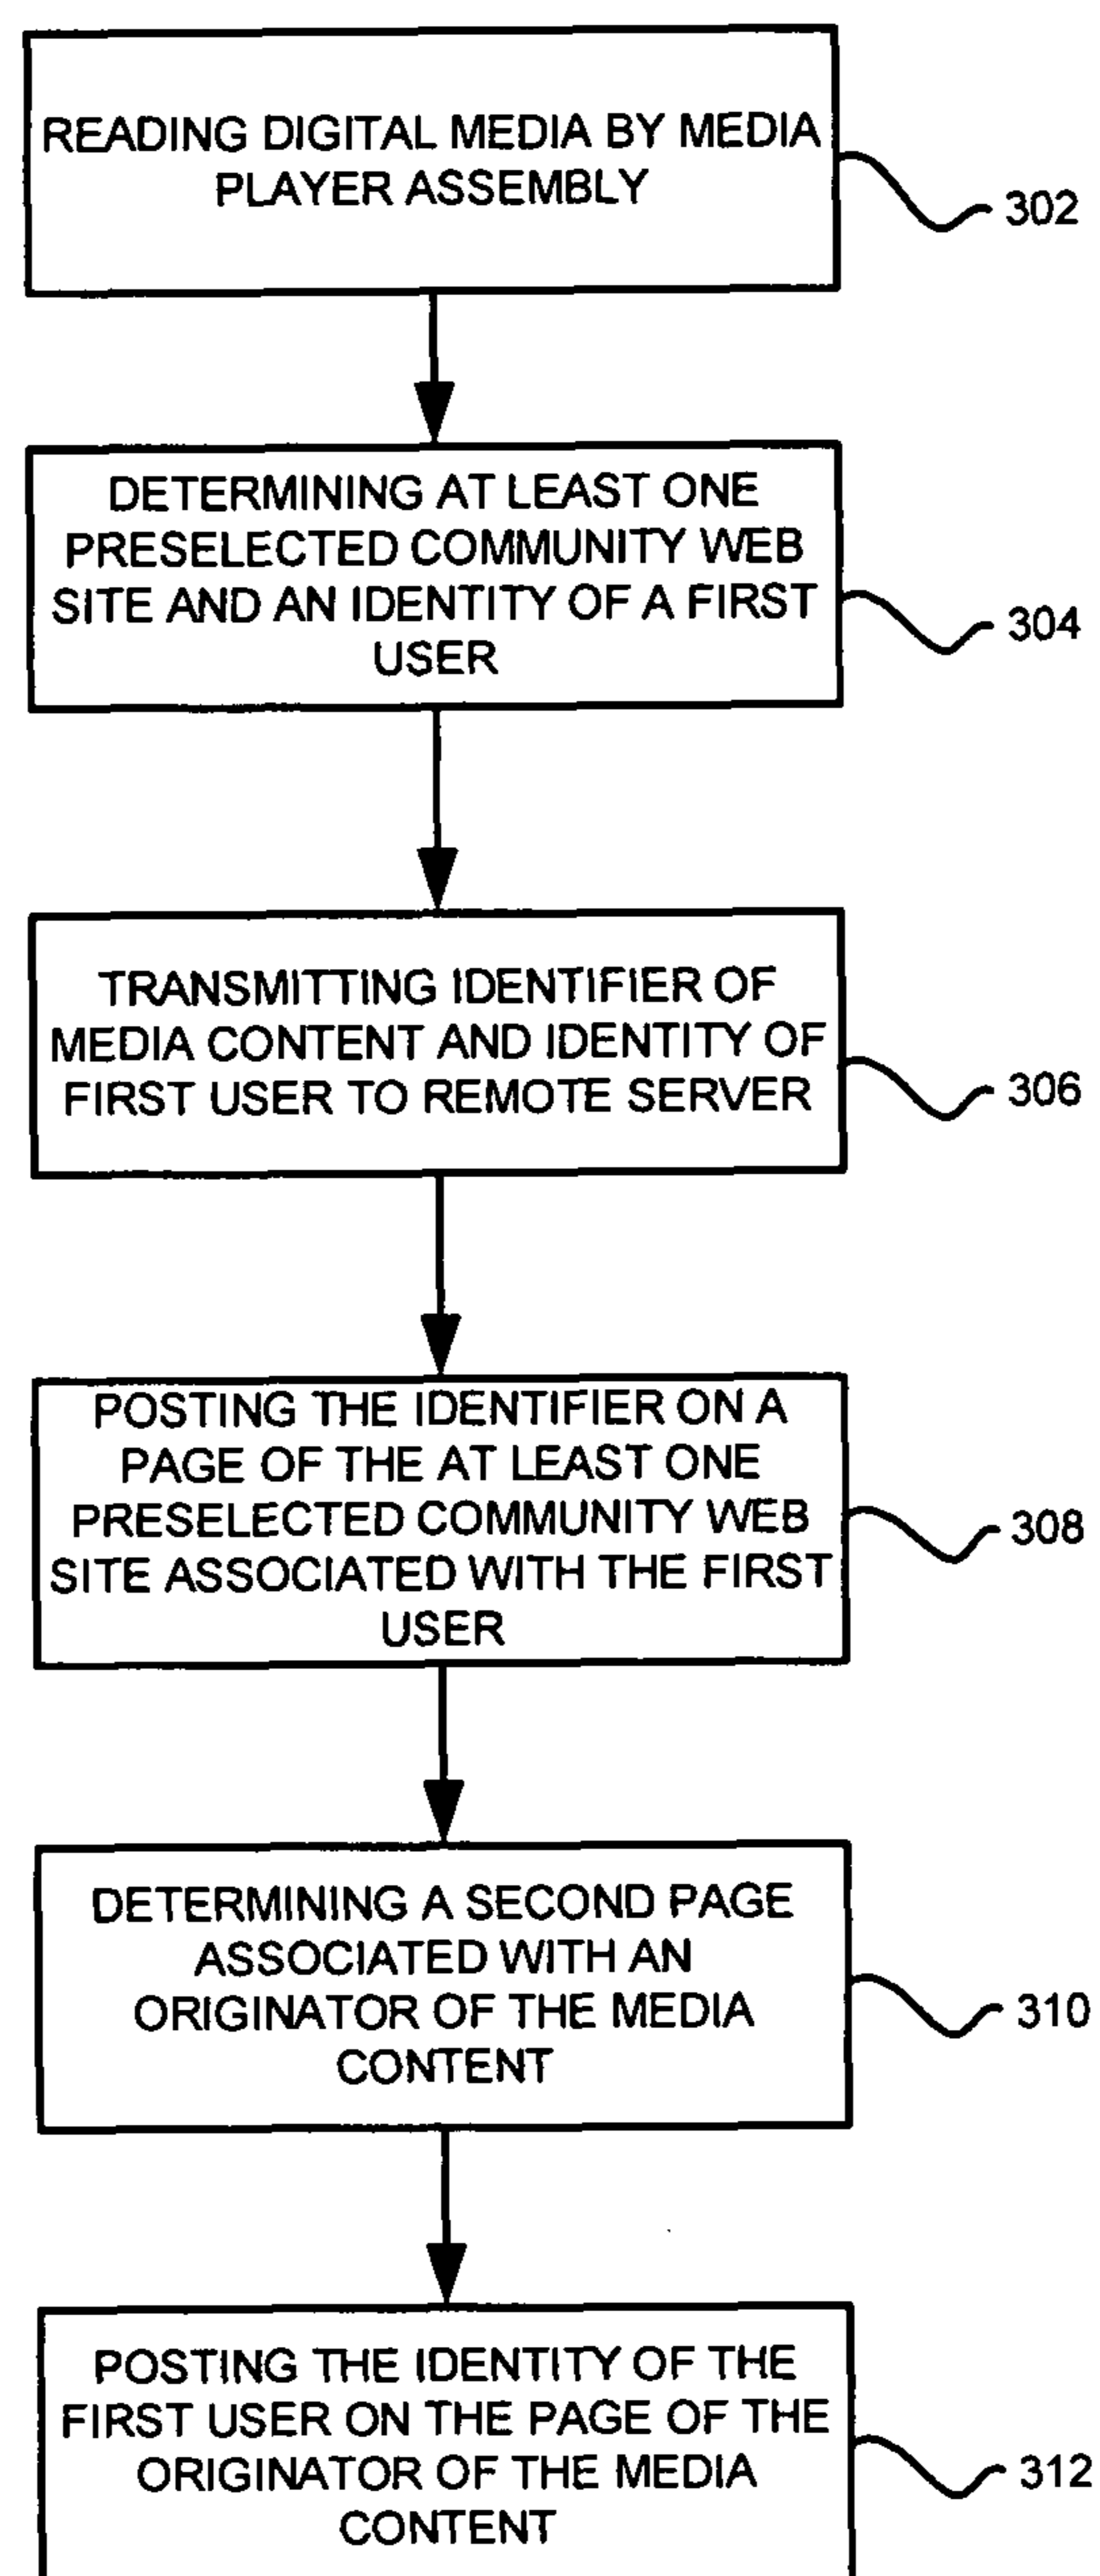 READING DIGITAL MEDIA BY MEDIA
PLAYER ASSEMBLY
302
DETERMINING AT LEAST ONE
PRESELECTED COMMUNITY WEB
SITE AND AN IDENTITY OF A FIRST
USER
304
TRANSMITTING IDENTIFIER OF
MEDIA CONTENT AND IDENTITY OF
FIRST USER TO REMOTE SERVER
306
POSTING THE IDENTIFIER ON A
PAGE OF THE AT LEAST ONE
PRESELECTED COMMUNITY WEB
SITE ASSOCIATED WITH THE FIRST
USER
308
DETERMINING A SECOND PAGE
ASSOCIATED WITH AN
ORIGINATOR OF THE MEDIA
CONTENT
310
POSTING THE IDENTITY OF THE
FIRST USER ON THE PAGE OF THE
ORIGINATOR OF THE MEDIA
CONTENT
312